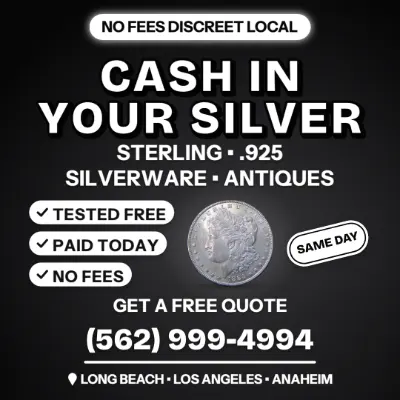 NO FEES DISCREET LOCAL
CASH IN
YOUR SILVER
STERLING ▪ .925
SILVERWARE ▪ ANTIQUES
✓ TESTED FREE
✓ PAID TODAY
✓ NO FEES
SAME DAY
GET A FREE QUOTE
(562) 999-4994
LONG BEACH ▪ LOS ANGELES ▪ ANAHEIM